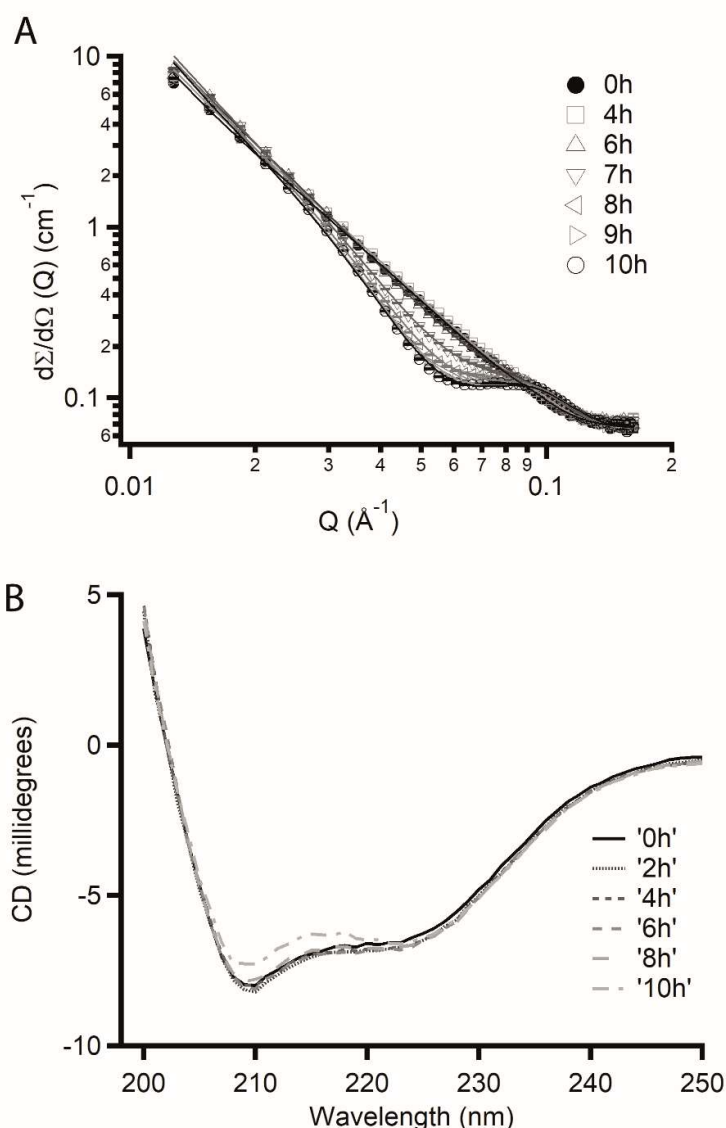 A
10
6
4
2
1
6
4
2
0.1
6
dΣ/dΩ (Q) (cm⁻¹)
0h
4h
6h
7h
8h
9h
10h
0.01
2
3
4
5
6
7
8
9
0.1
2
Q (Å⁻¹)
B
5
0
-5
-10
CD (millidegrees)
'0h'
'2h'
'4h'
'6h'
'8h'
'10h'
200
210
220
230
240
250
Wavelength (nm)